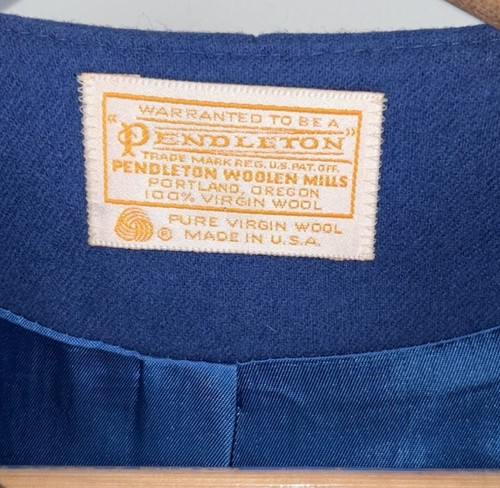 WARRANTED TO BE A
"PENDLETON"
TRADE MARK REG. U.S. PAT. OFF.
PENDLETON WOOLEN MILLS
PORTLAND, OREGON
100% VIRGIN WOOL
® PURE VIRGIN WOOL
MADE IN U.S.A.